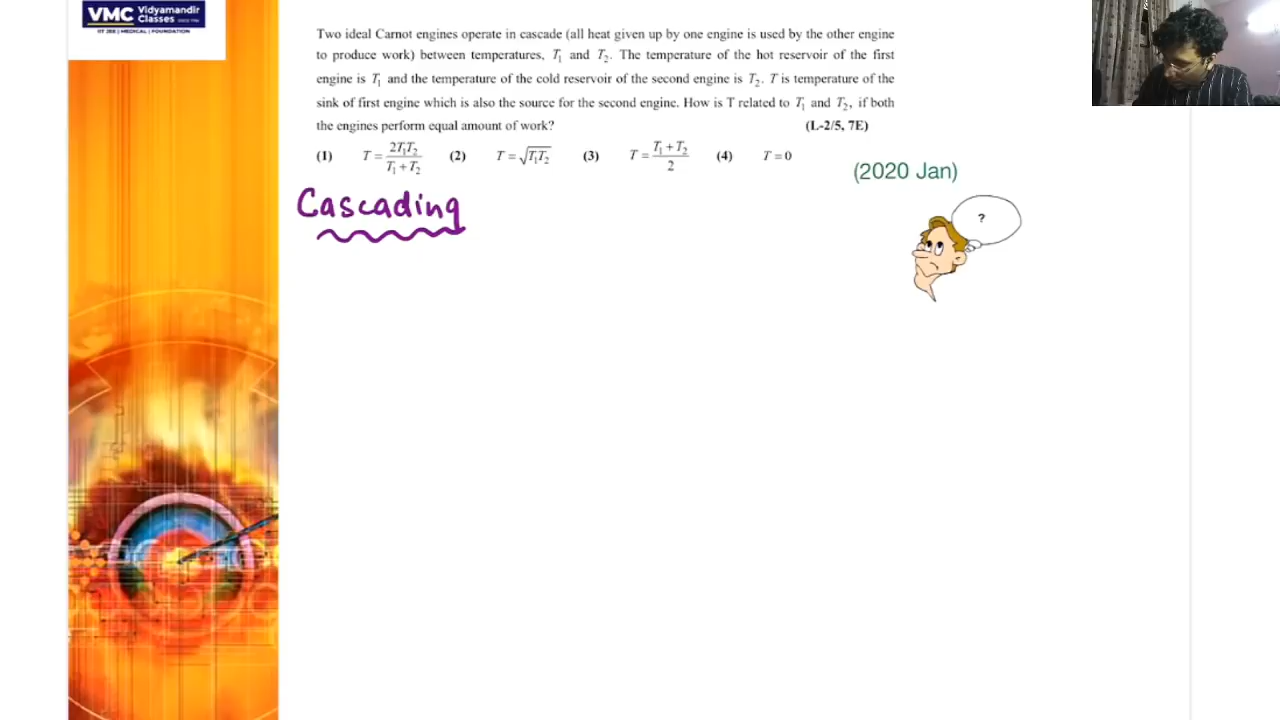 VMC Vidyamandir
Classes SINCE 1986
IIT JEE | MEDICAL | FOUNDATION
Two ideal Carnot engines operate in cascade (all heat given up by one engine is used by the other engine
to produce work) between temperatures, T₁ and T₂. The temperature of the hot reservoir of the first
engine is T₁ and the temperature of the cold reservoir of the second engine is T₂. T is temperature of the
sink of first engine which is also the source for the second engine. How is T related to T₁ and T₂, if both
the engines perform equal amount of work? (L-2/5, 7E)
(1) T = 2T₁T₂/(T₁ + T₂) (2) T = √(T₁T₂) (3) T = (T₁ + T₂)/2 (4) T = 0
(2020 Jan)
Cascading
?